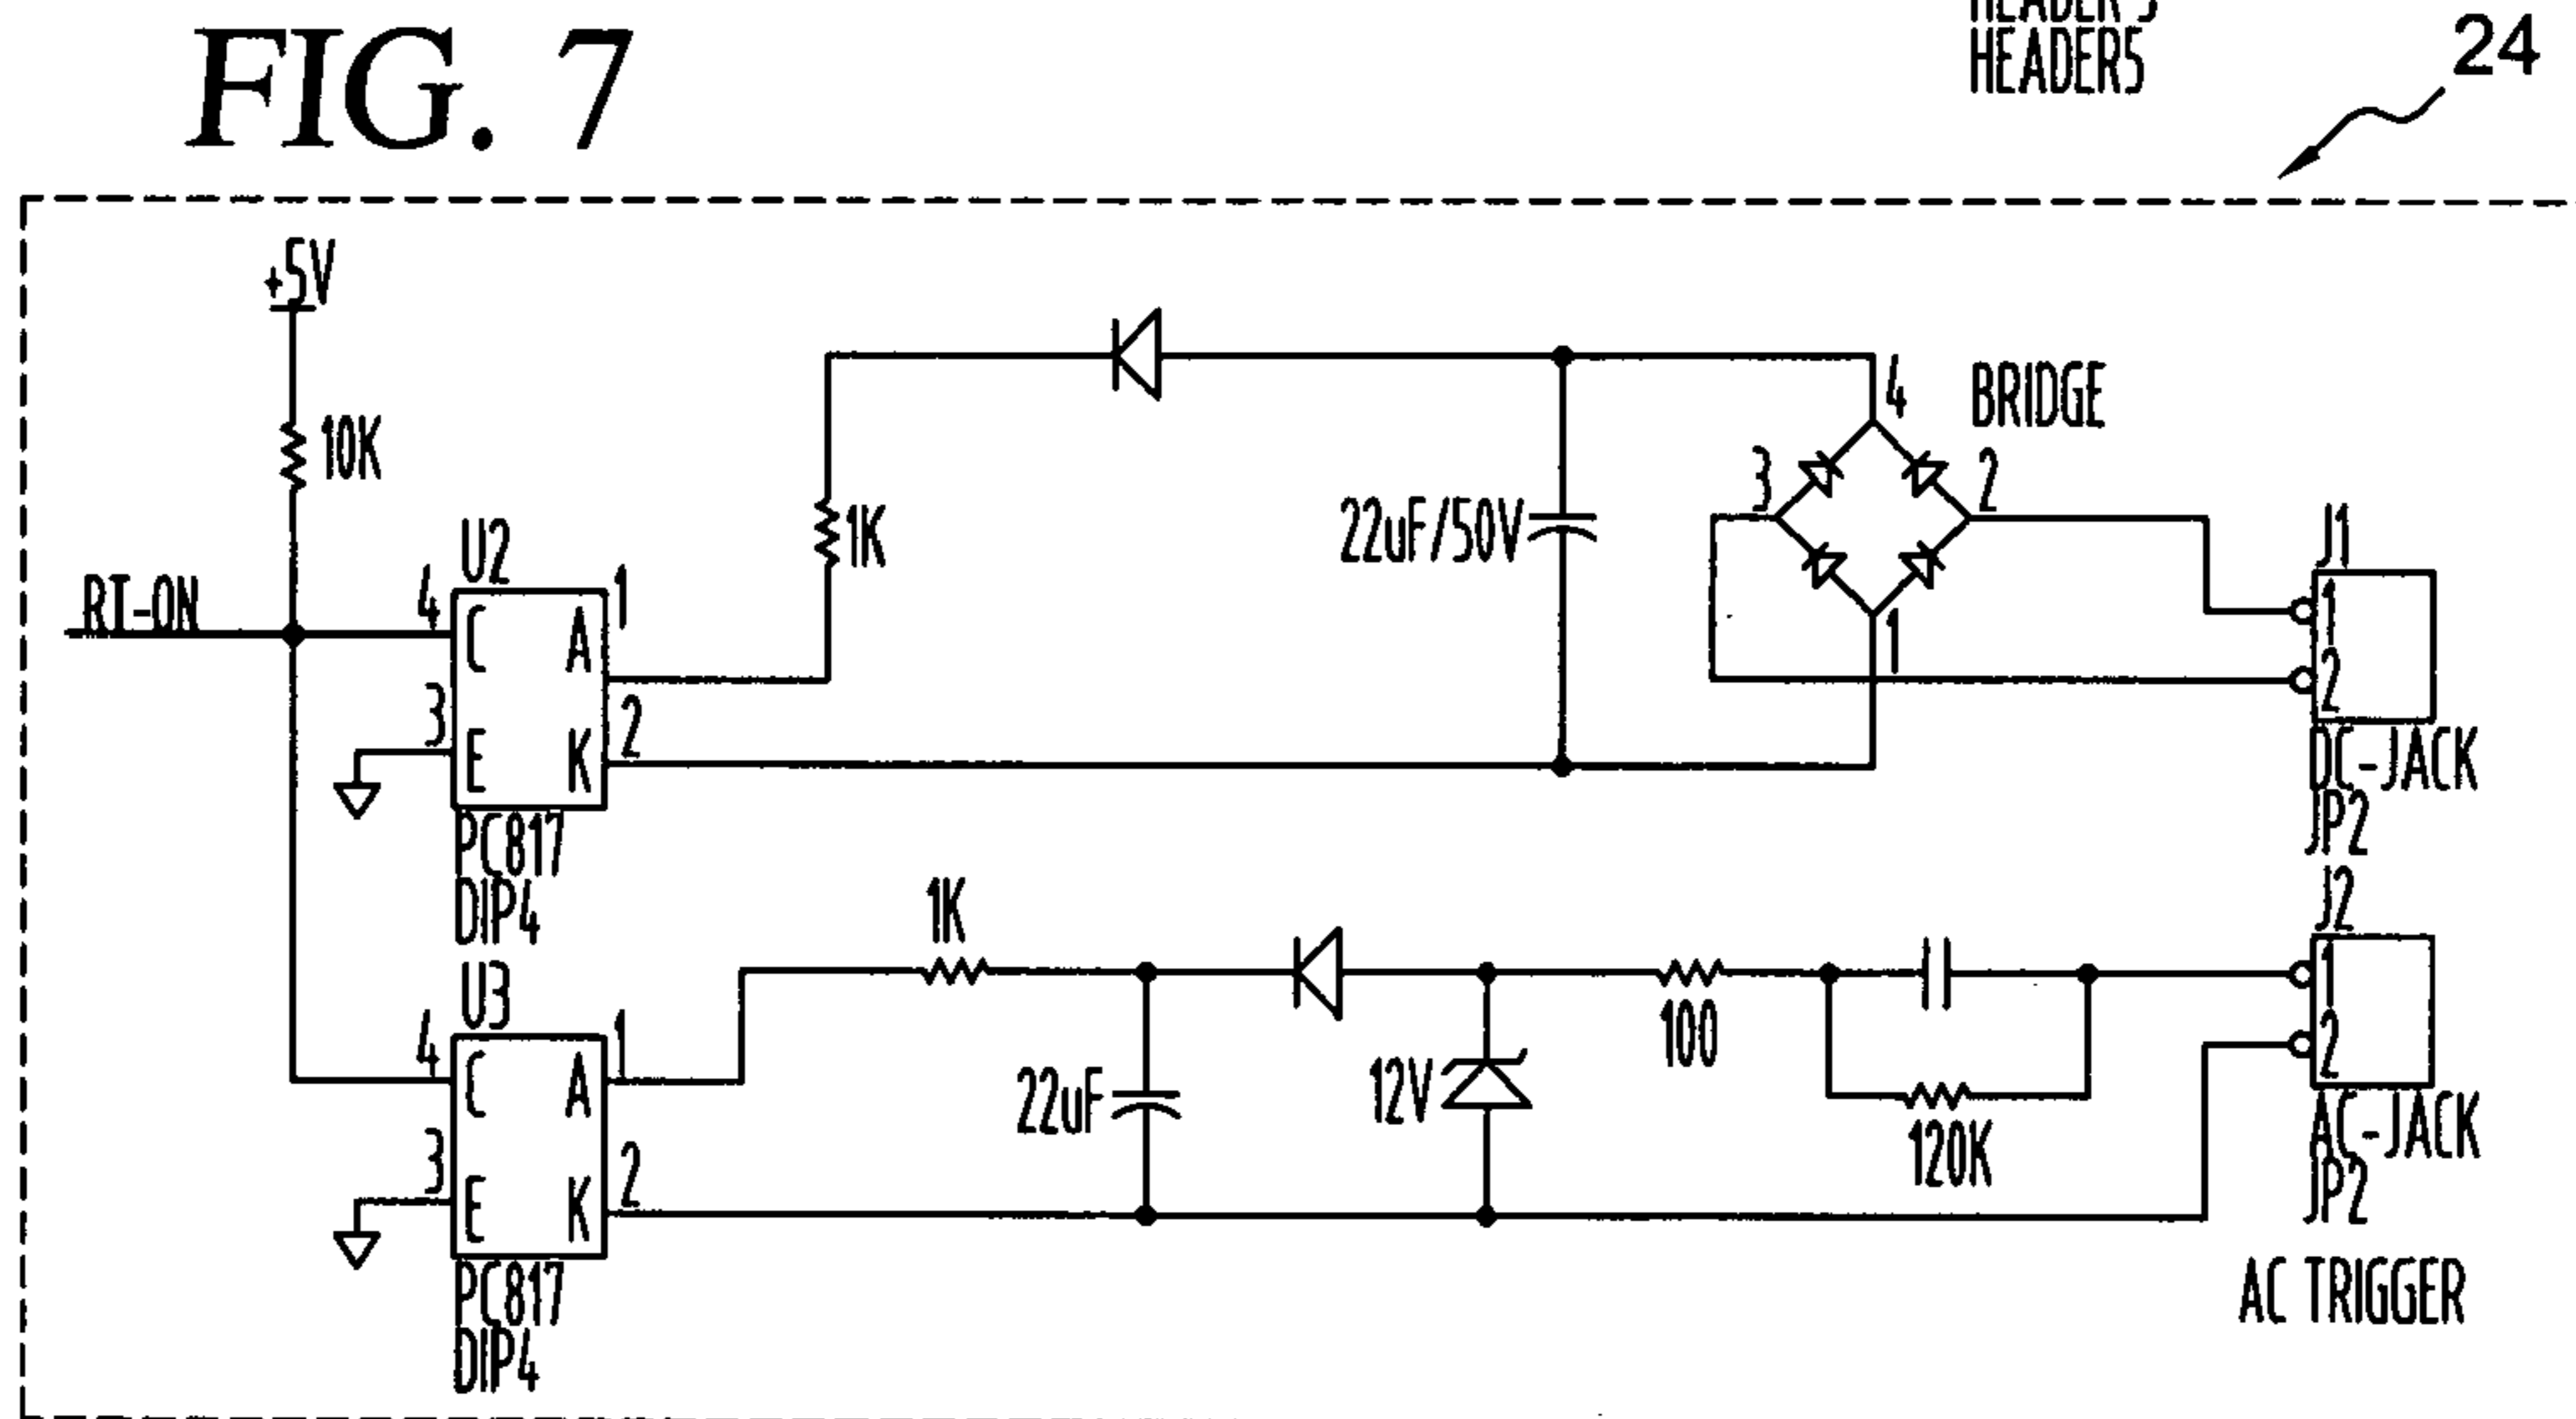 FIG. 7
HEADER 5
HEADER5
24
+5V
10K
RT-ON
U2
4
C
A
1
3
E
K
2
PC817
DIP4
1K
22uF/50V
4
BRIDGE
3
2
1
J1
1
2
DC-JACK
JP2
U3
4
C
A
1
3
E
K
2
PC817
DIP4
1K
22uF
12V
100
120K
J2
1
2
AC-JACK
JP2
AC TRIGGER